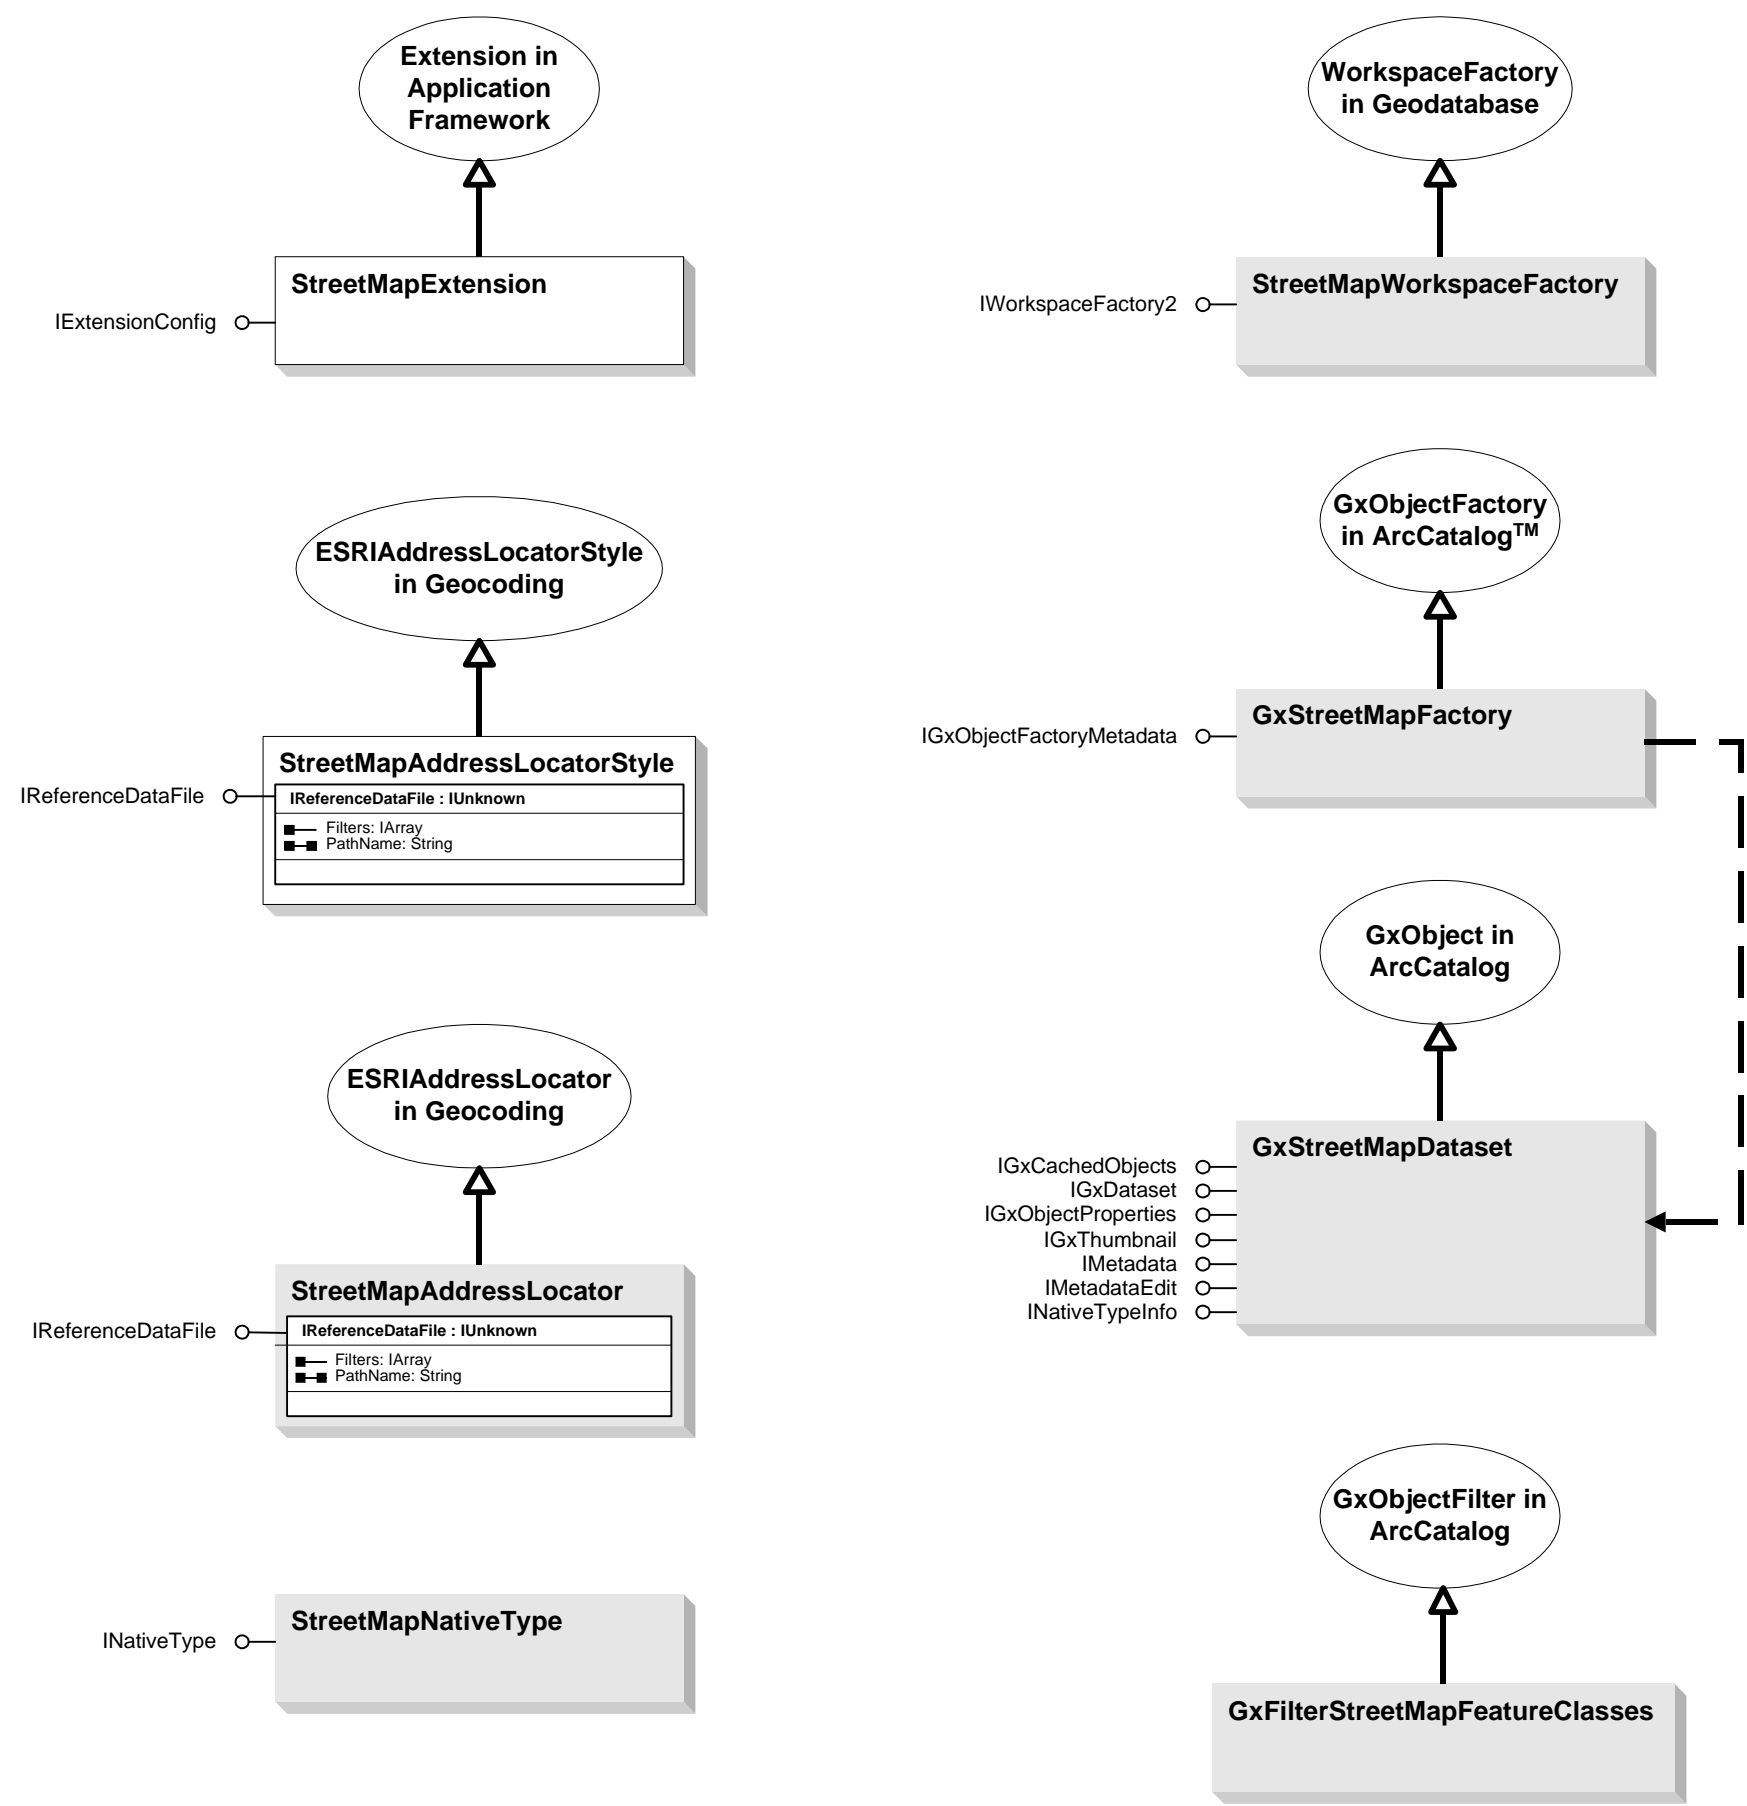 Extension in
Application
Framework
StreetMapExtension
IExtensionConfig
ESRIAddressLocatorStyle
in Geocoding
StreetMapAddressLocatorStyle
IReferenceDataFile
IReferenceDataFile : IUnknown
Filters: IArray
PathName: String
ESRIAddressLocator
in Geocoding
StreetMapAddressLocator
IReferenceDataFile
IReferenceDataFile : IUnknown
Filters: IArray
PathName: String
StreetMapNativeType
INativeType
WorkspaceFactory
in Geodatabase
StreetMapWorkspaceFactory
IWorkspaceFactory2
GxObjectFactory
in ArcCatalog™
GxStreetMapFactory
IGxObjectFactoryMetadata
GxObject in
ArcCatalog
GxStreetMapDataset
IGxCachedObjects
IGxDataset
IGxObjectProperties
IGxThumbnail
IMetadata
IMetadataEdit
INativeTypeInfo
GxObjectFilter in
ArcCatalog
GxFilterStreetMapFeatureClasses